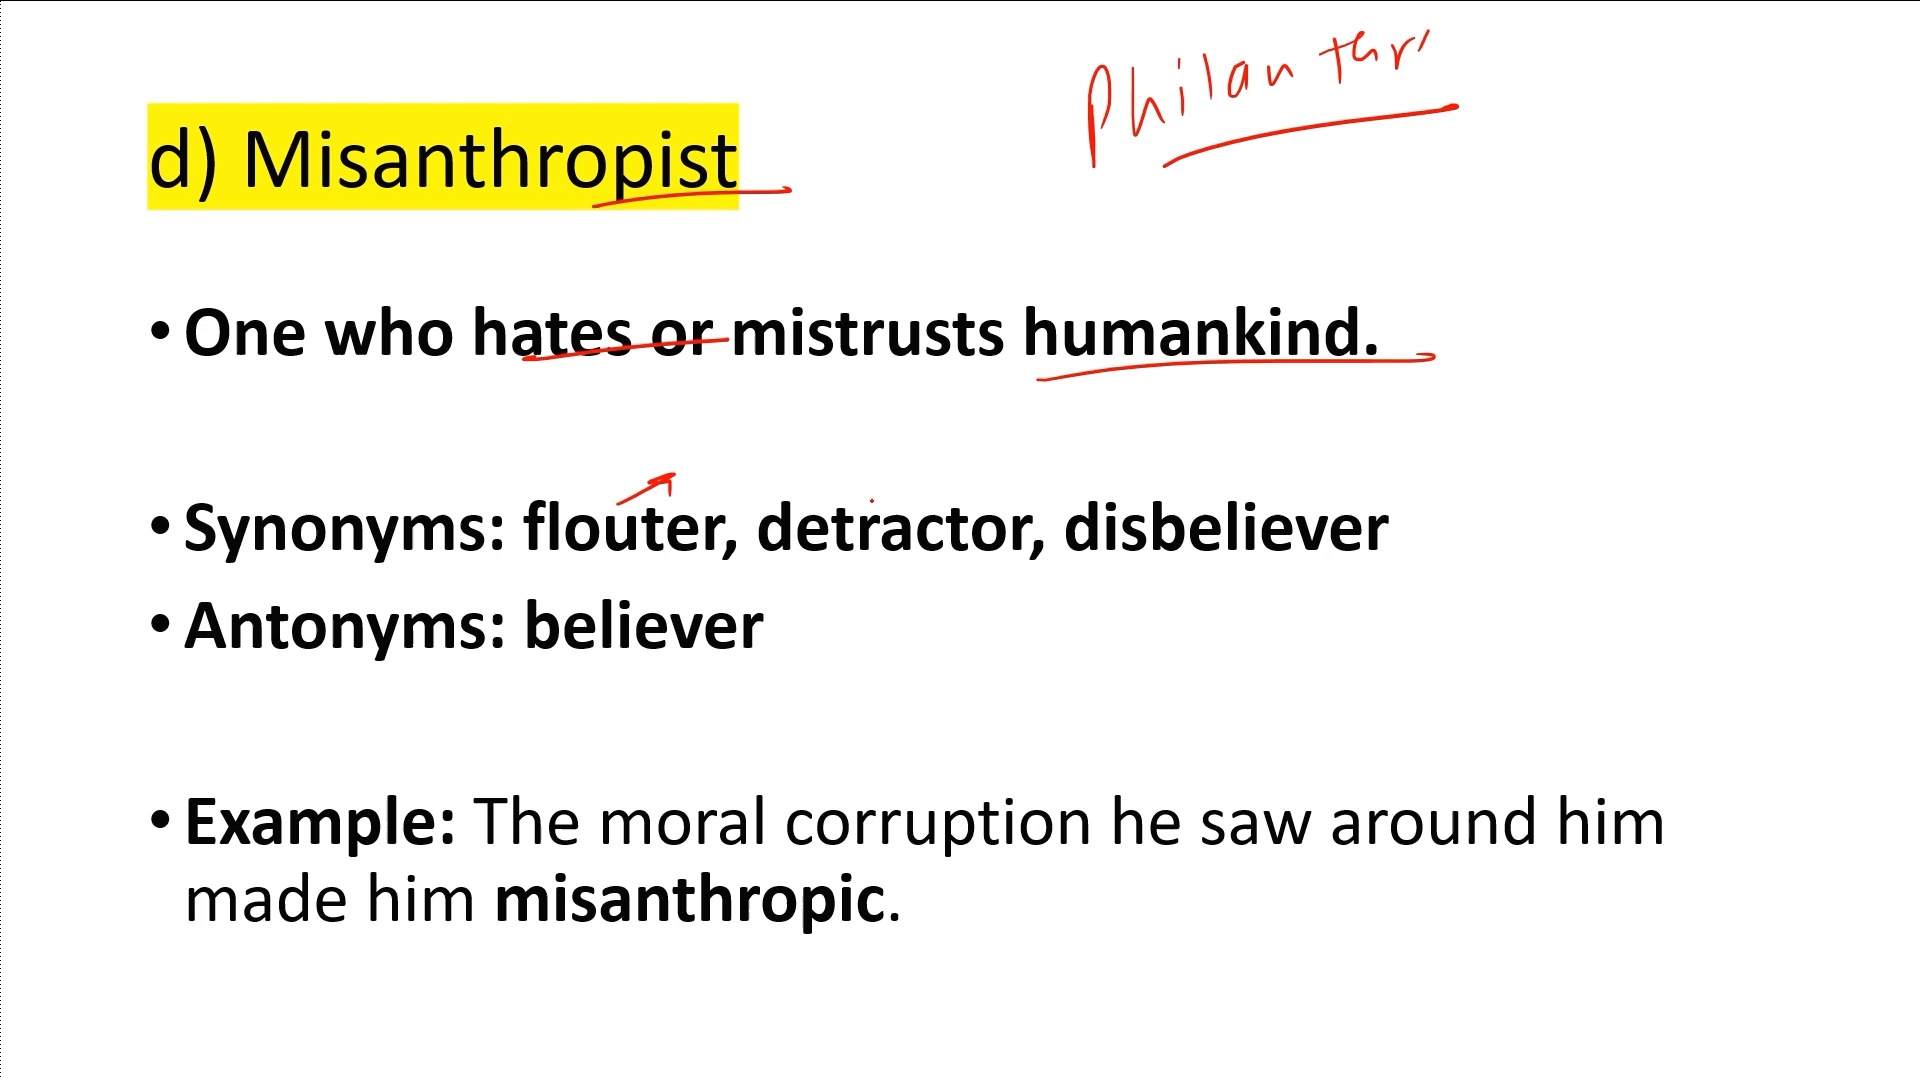 Philanthr
d) Misanthropist
• One who hates or mistrusts humankind.
• Synonyms: flouter, detractor, disbeliever
• Antonyms: believer
• Example: The moral corruption he saw around him
made him misanthropic.